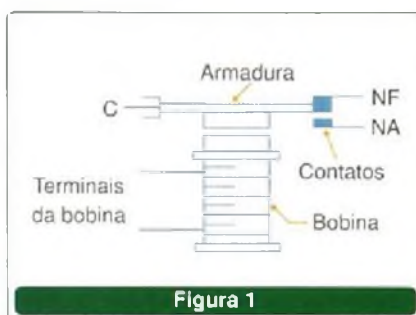 Armadura
C
NF
NA
Contatos
Terminais
da bobina
Bobina
Figura 1